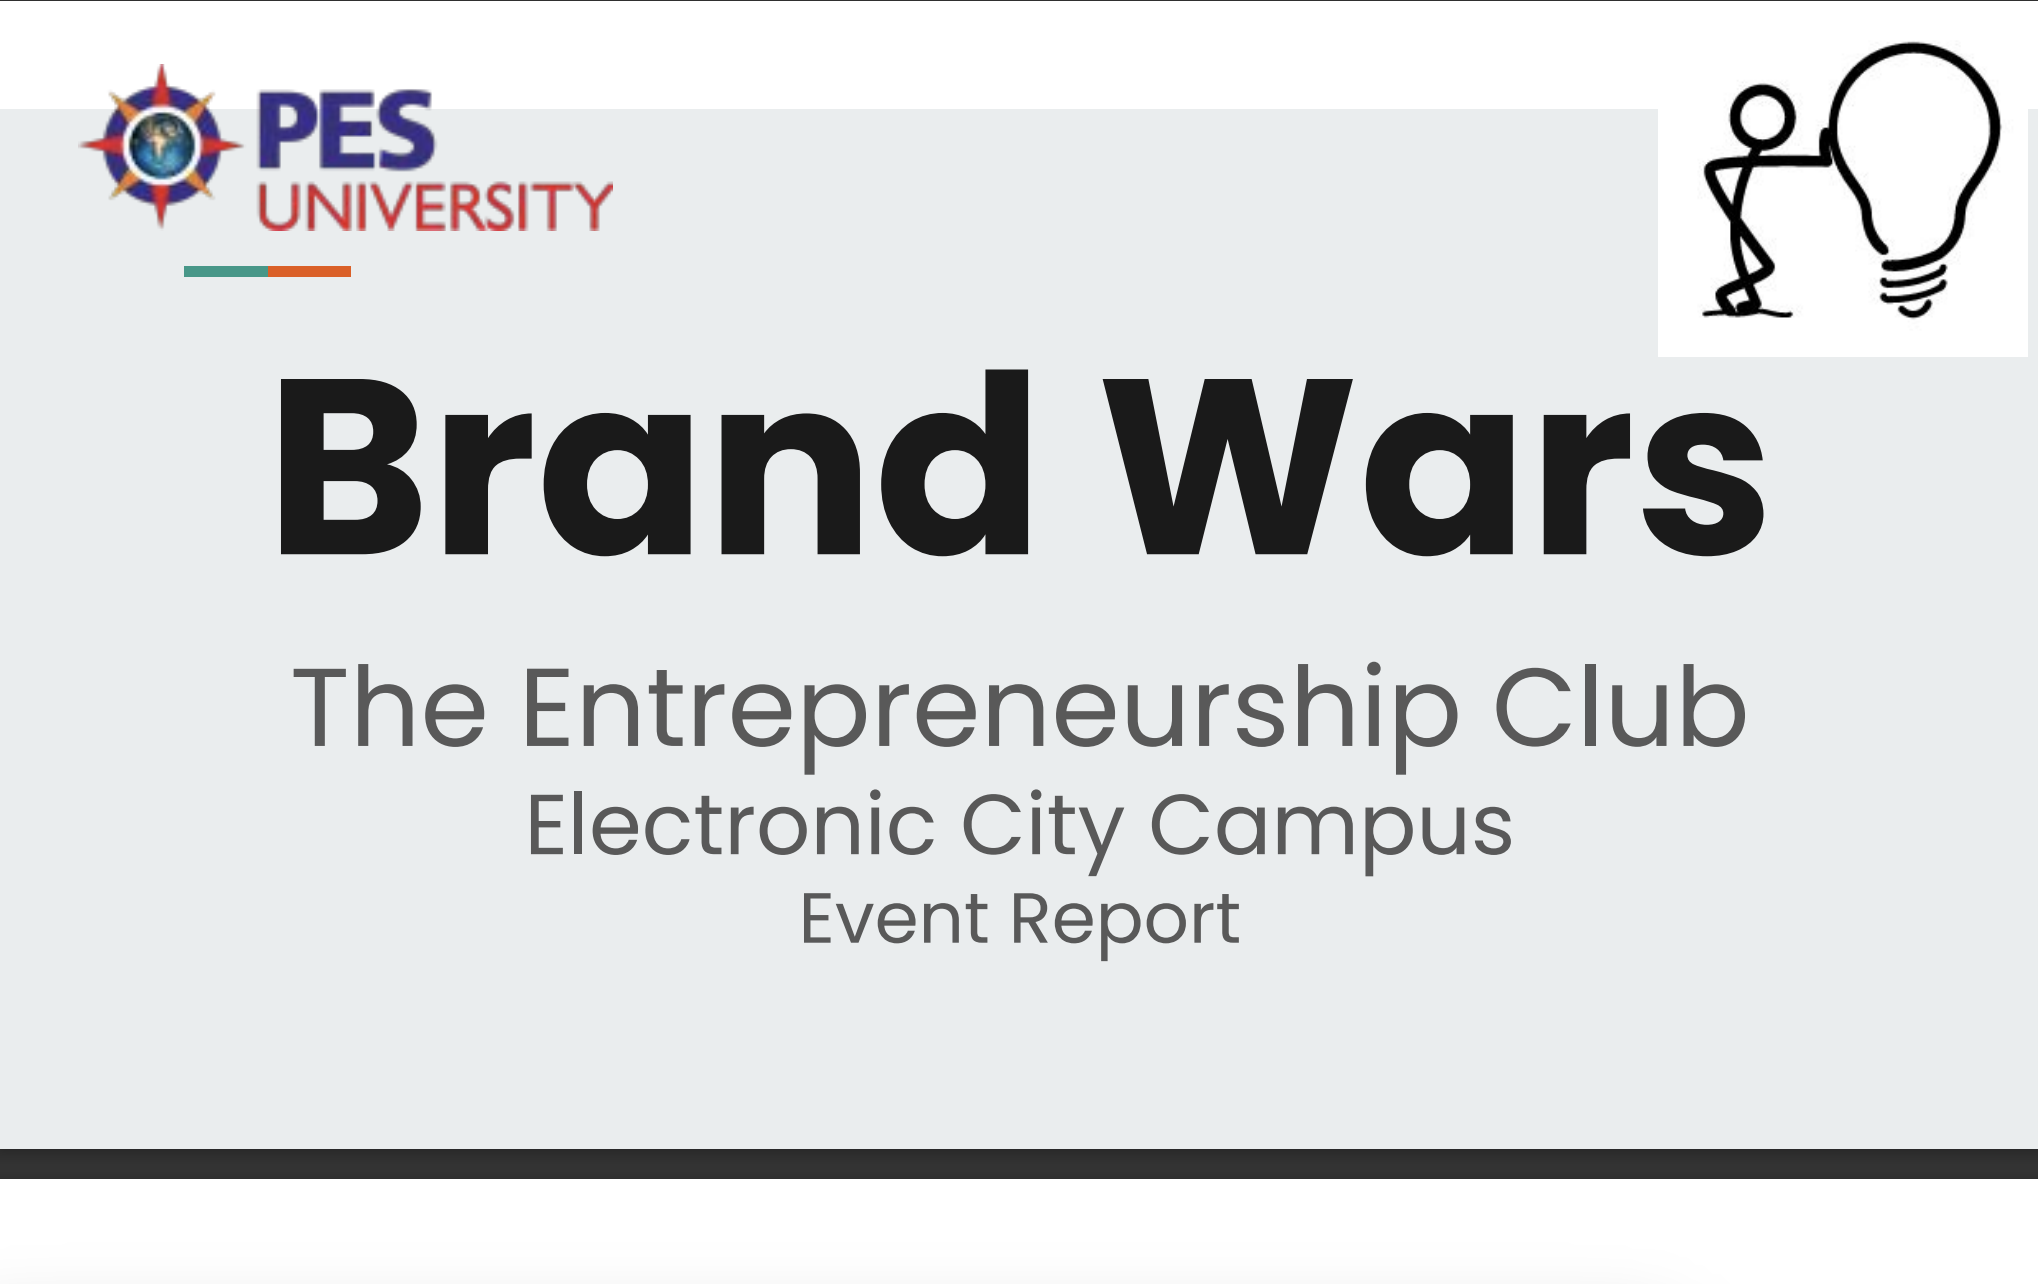 PES
UNIVERSITY
Brand Wars
The Entrepreneurship Club
Electronic City Campus
Event Report